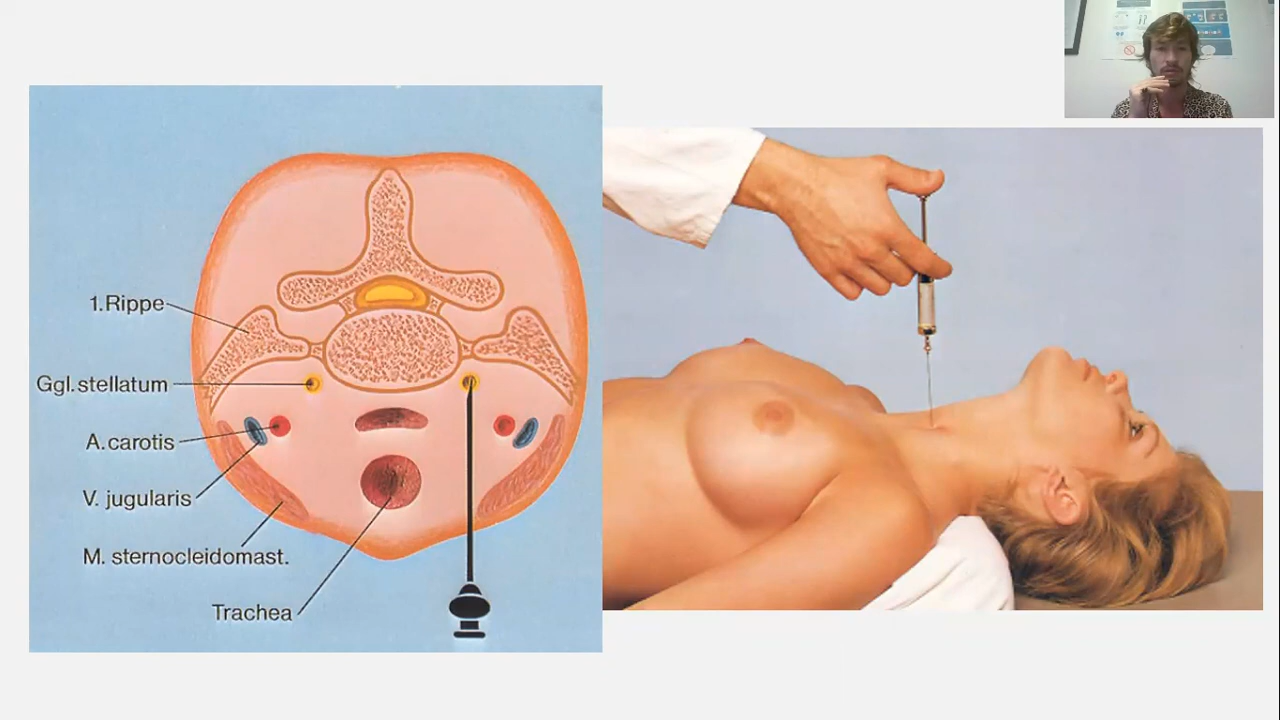 1.Rippe
Ggl. stellatum
A. carotis
V. jugularis
M. sternocleidomast.
Trachea